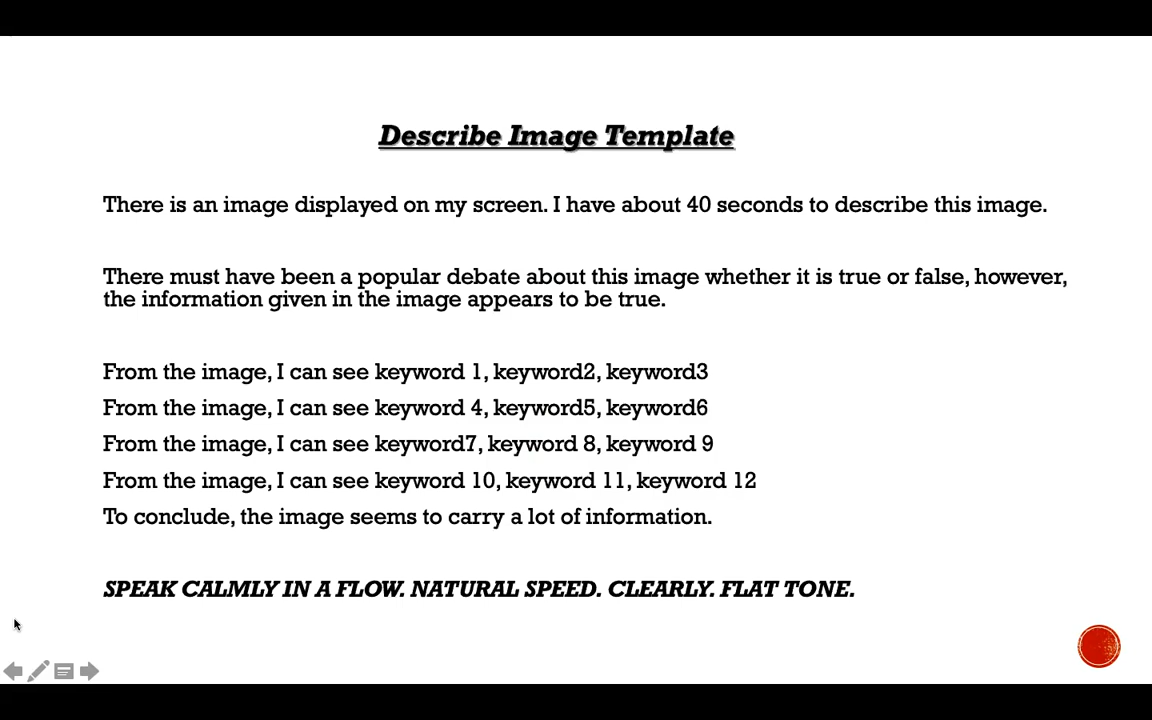 Describe Image Template
There is an image displayed on my screen. I have about 40 seconds to describe this image.
There must have been a popular debate about this image whether it is true or false, however,
the information given in the image appears to be true.
From the image, I can see keyword 1, keyword2, keyword3
From the image, I can see keyword 4, keyword5, keyword6
From the image, I can see keyword7, keyword 8, keyword 9
From the image, I can see keyword 10, keyword 11, keyword 12
To conclude, the image seems to carry a lot of information.
SPEAK CALMLY IN A FLOW. NATURAL SPEED. CLEARLY. FLAT TONE.